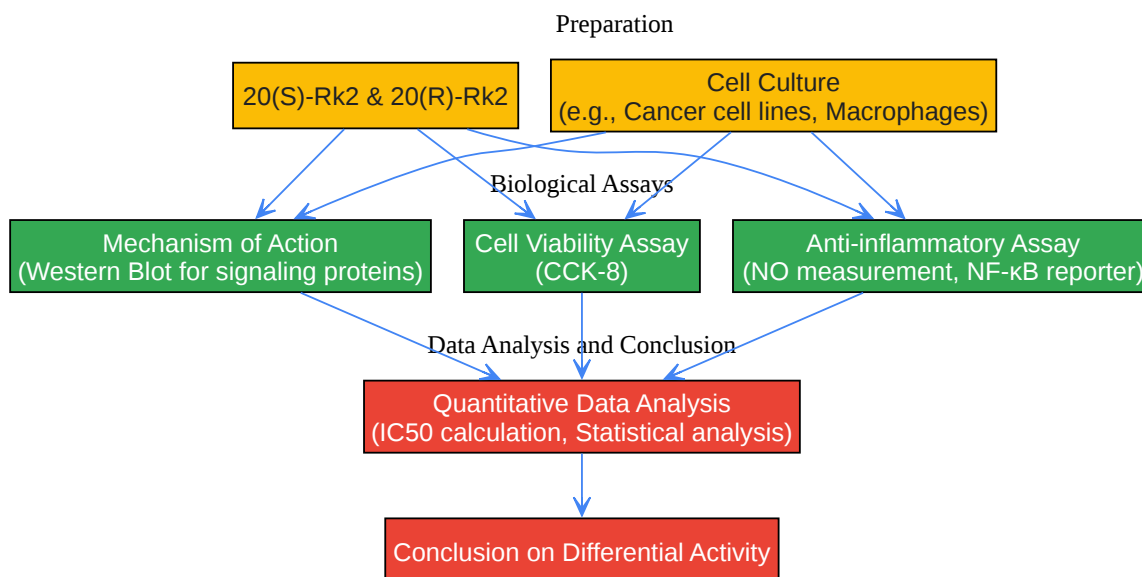 Preparation
20(S)-Rk2 & 20(R)-Rk2
Cell Culture
(e.g., Cancer cell lines, Macrophages)
Biological Assays
Mechanism of Action
(Western Blot for signaling proteins)
Cell Viability Assay
(CCK-8)
Anti-inflammatory Assay
(NO measurement, NF-κB reporter)
Data Analysis and Conclusion
Quantitative Data Analysis
(IC50 calculation, Statistical analysis)
Conclusion on Differential Activity